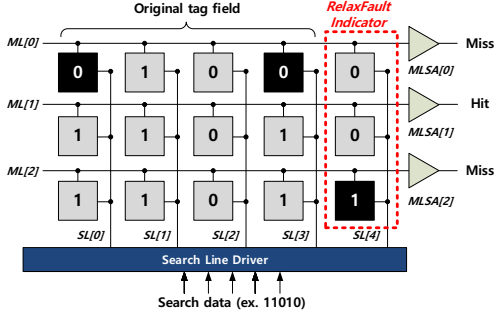 Original tag field
RelaxFault
Indicator
ML[0]
Miss
0 1 0 0 0
MLSA[0]
ML[1]
Hit
1 1 0 1 0
MLSA[1]
ML[2]
Miss
1 1 0 1 1
MLSA[2]
SL[0] SL[1] SL[2] SL[3] SL[4]
Search Line Driver
Search data (ex. 11010)